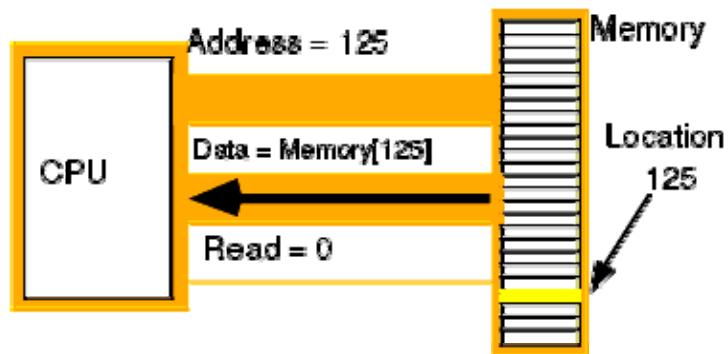 Address = 125
Memory
Data = Memory[125]
Location
125
CPU
Read = 0